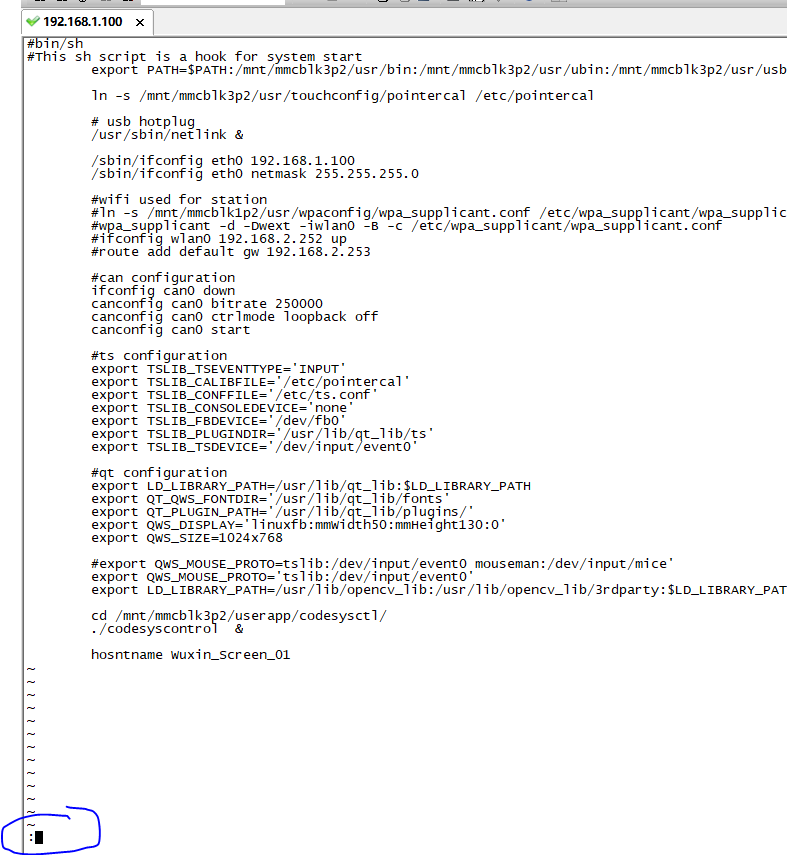 192.168.1.100
#bin/sh
#This sh script is a hook for system start
export PATH=$PATH:/mnt/mmcblk3p2/usr/bin:/mnt/mmcblk3p2/usr/ubin:/mnt/mmcblk3p2/usr/usb
ln -s /mnt/mmcblk3p2/usr/touchconfig/pointercal /etc/pointercal
# usb hotplug
/usr/sbin/netlink &
/sbin/ifconfig eth0 192.168.1.100
/sbin/ifconfig eth0 netmask 255.255.255.0
#wifi used for station
#ln -s /mnt/mmcblk1p2/usr/wpaconfig/wpa_supplicant.conf /etc/wpa_supplicant/wpa_supplic
#wpa_supplicant -d -Dwext -iwlan0 -B -c /etc/wpa_supplicant/wpa_supplicant.conf
#ifconfig wlan0 192.168.2.252 up
#route add default gw 192.168.2.253
#can configuration
ifconfig can0 down
canconfig can0 bitrate 250000
canconfig can0 ctrlmode loopback off
canconfig can0 start
#ts configuration
export TSLIB_TSEVENTTYPE='INPUT'
export TSLIB_CALIBFILE='/etc/pointercal'
export TSLIB_CONFFILE='/etc/ts.conf'
export TSLIB_CONSOLEDEVICE='none'
export TSLIB_FBDEVICE='/dev/fb0'
export TSLIB_PLUGINDIR='/usr/lib/qt_lib/ts'
export TSLIB_TSDEVICE='/dev/input/event0'
#qt configuration
export LD_LIBRARY_PATH=/usr/lib/qt_lib:$LD_LIBRARY_PATH
export QT_QWS_FONTDIR='/usr/lib/qt_lib/fonts'
export QT_PLUGIN_PATH='/usr/lib/qt_lib/plugins/'
export QWS_DISPLAY='linuxfb:mmWidth50:mmHeight130:0'
export QWS_SIZE=1024x768
#export QWS_MOUSE_PROTO=tslib:/dev/input/event0 mouseman:/dev/input/mice'
export QWS_MOUSE_PROTO='tslib:/dev/input/event0'
export LD_LIBRARY_PATH=/usr/lib/opencv_lib:/usr/lib/opencv_lib/3rdparty:$LD_LIBRARY_PAT
cd /mnt/mmcblk3p2/userapp/codesysctl/
./codesyscontrol &
hosntname Wuxin_Screen_01
~
~
~
~
~
~
~
~
~
~
~
~
~
: